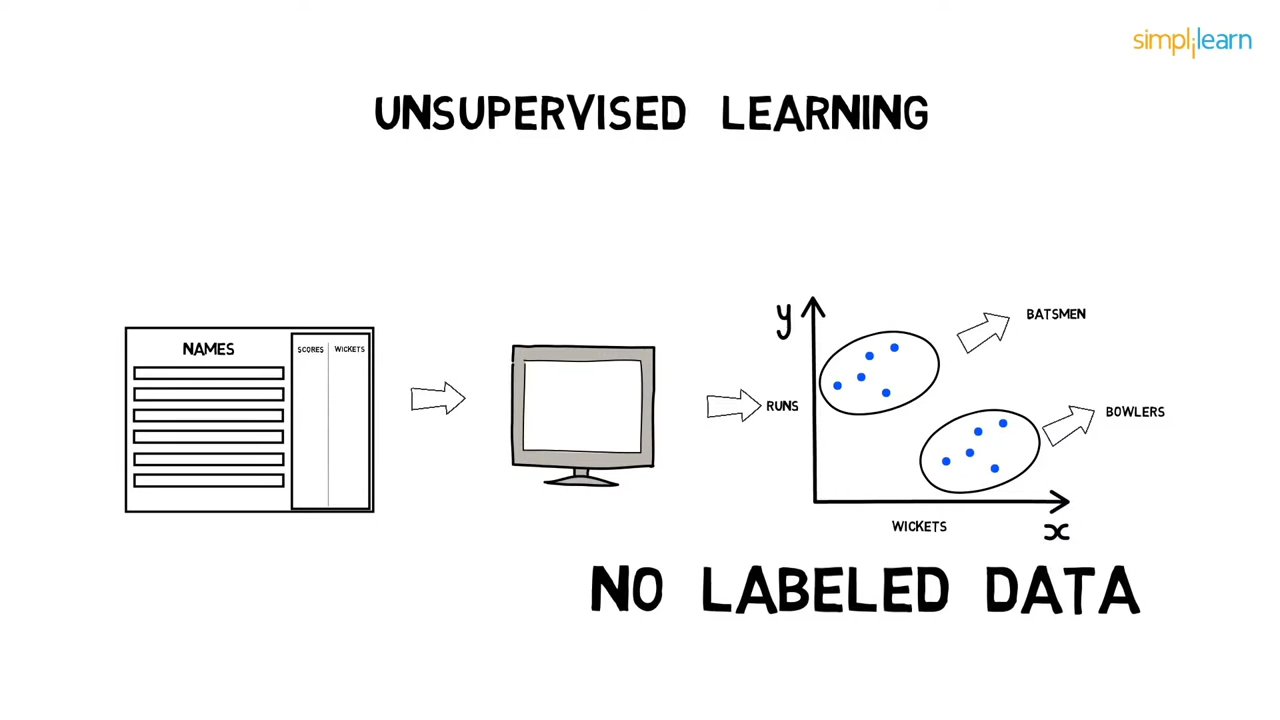 simplilearn
UNSUPERVISED LEARNING
NAMES
SCORES
WICKETS
y
RUNS
BATSMEN
BOWLERS
WICKETS
x
NO LABELED DATA